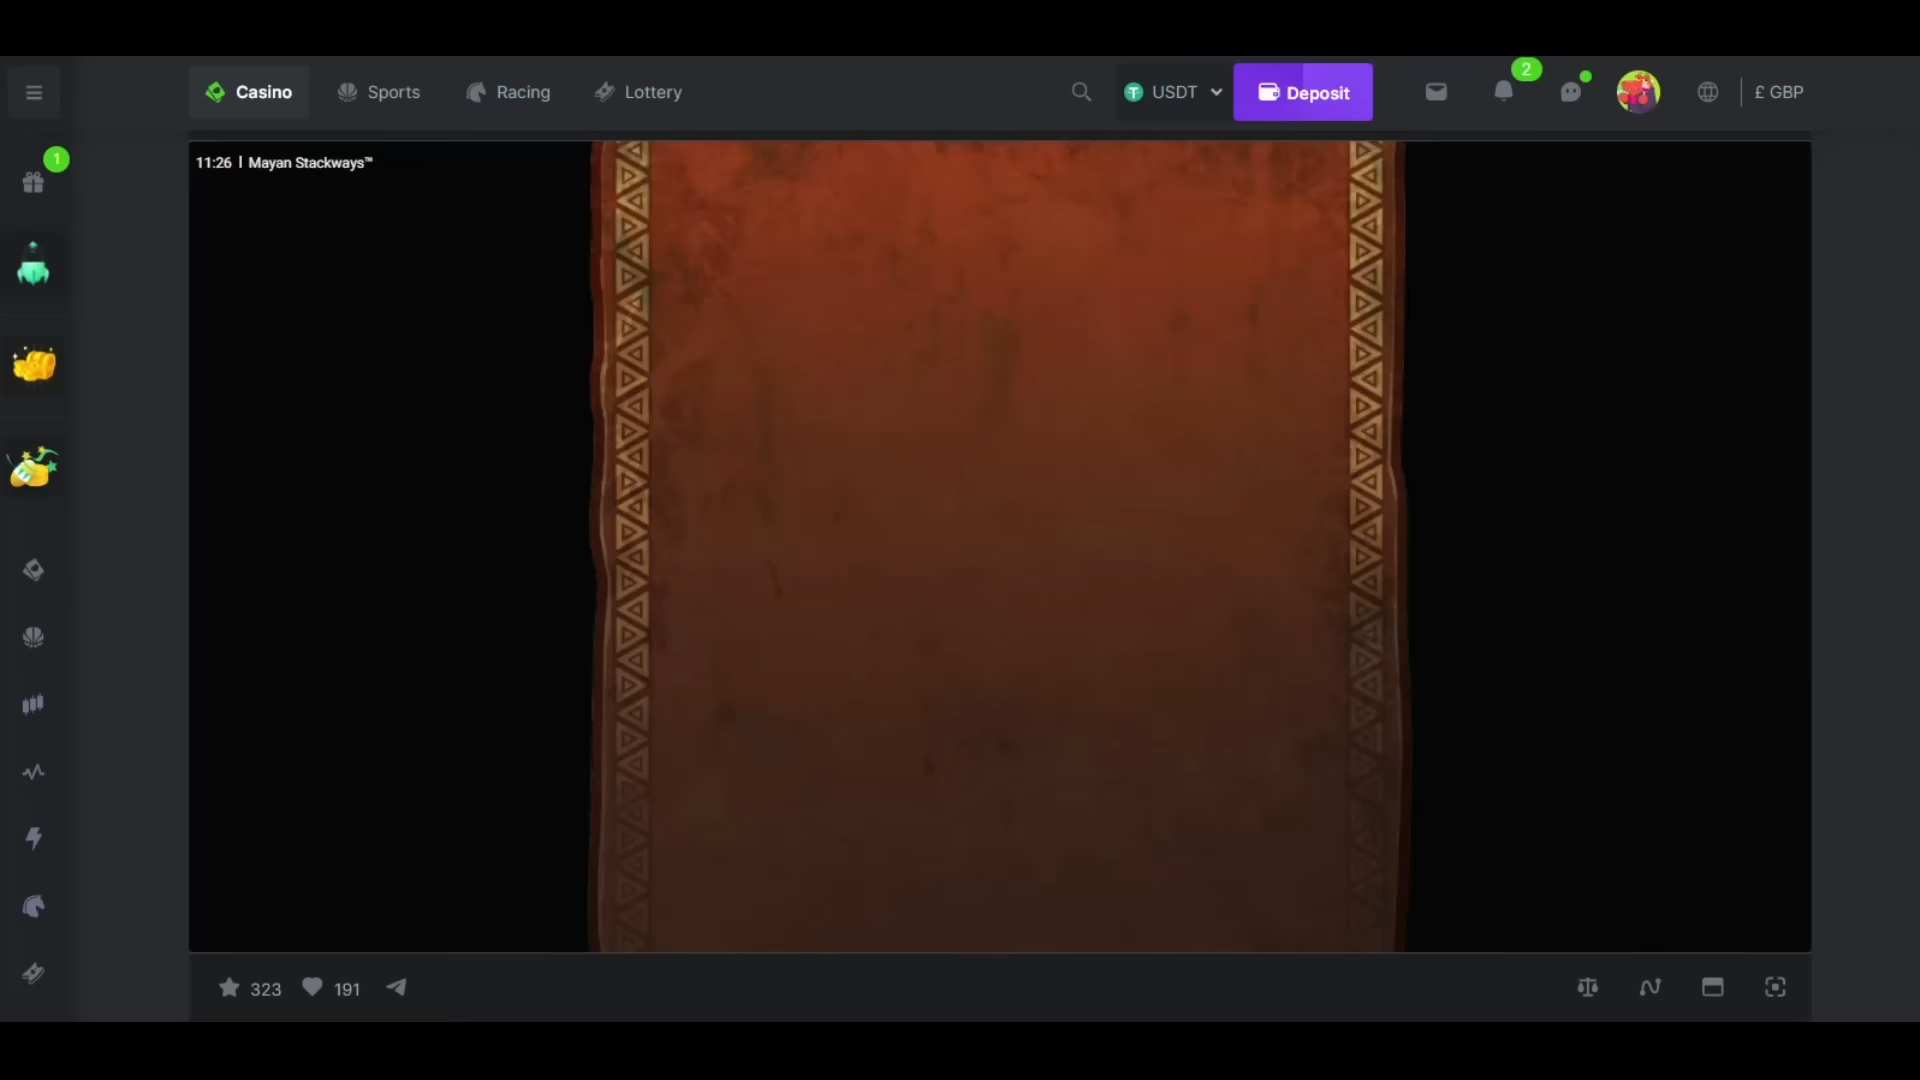 Casino
Sports
Racing
Lottery
USDT
Deposit
2
£ GBP
1
11:26 | Mayan Stackways™
323
191